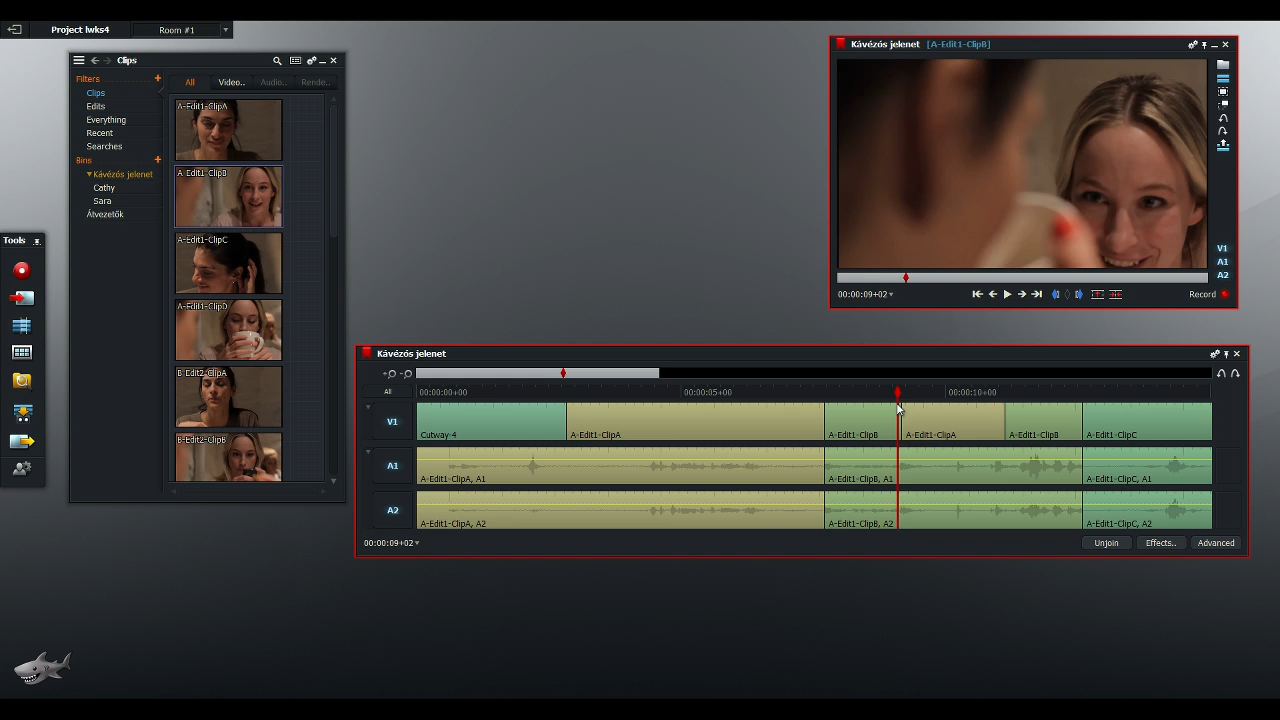 Project lwks4
Room #1
Clips
Filters
Clips
Edits
Everything
Recent
Searches
Bins
Kávézós jelenet
Cathy
Sara
Átvezetők
All
Video..
Audio..
Rende..
A-Edit1-ClipA
A-Edit1-ClipB
A-Edit1-ClipC
A-Edit1-ClipD
B-Edit2-ClipA
B-Edit2-ClipB
Tools
Kávézós jelenet [A-Edit1-ClipB]
V1
A1
A2
00:00:09+02
Record
Kávézós jelenet
All
00:00:00+00
00:00:05+00
00:00:10+00
V1
Cutway-4
A-Edit1-ClipA
A-Edit1-ClipB
A-Edit1-ClipA
A-Edit1-ClipB
A-Edit1-ClipC
A1
A-Edit1-ClipA, A1
A-Edit1-ClipB, A1
A-Edit1-ClipC, A1
A2
A-Edit1-ClipA, A2
A-Edit1-ClipB, A2
A-Edit1-ClipC, A2
00:00:09+02
Unjoin
Effects..
Advanced